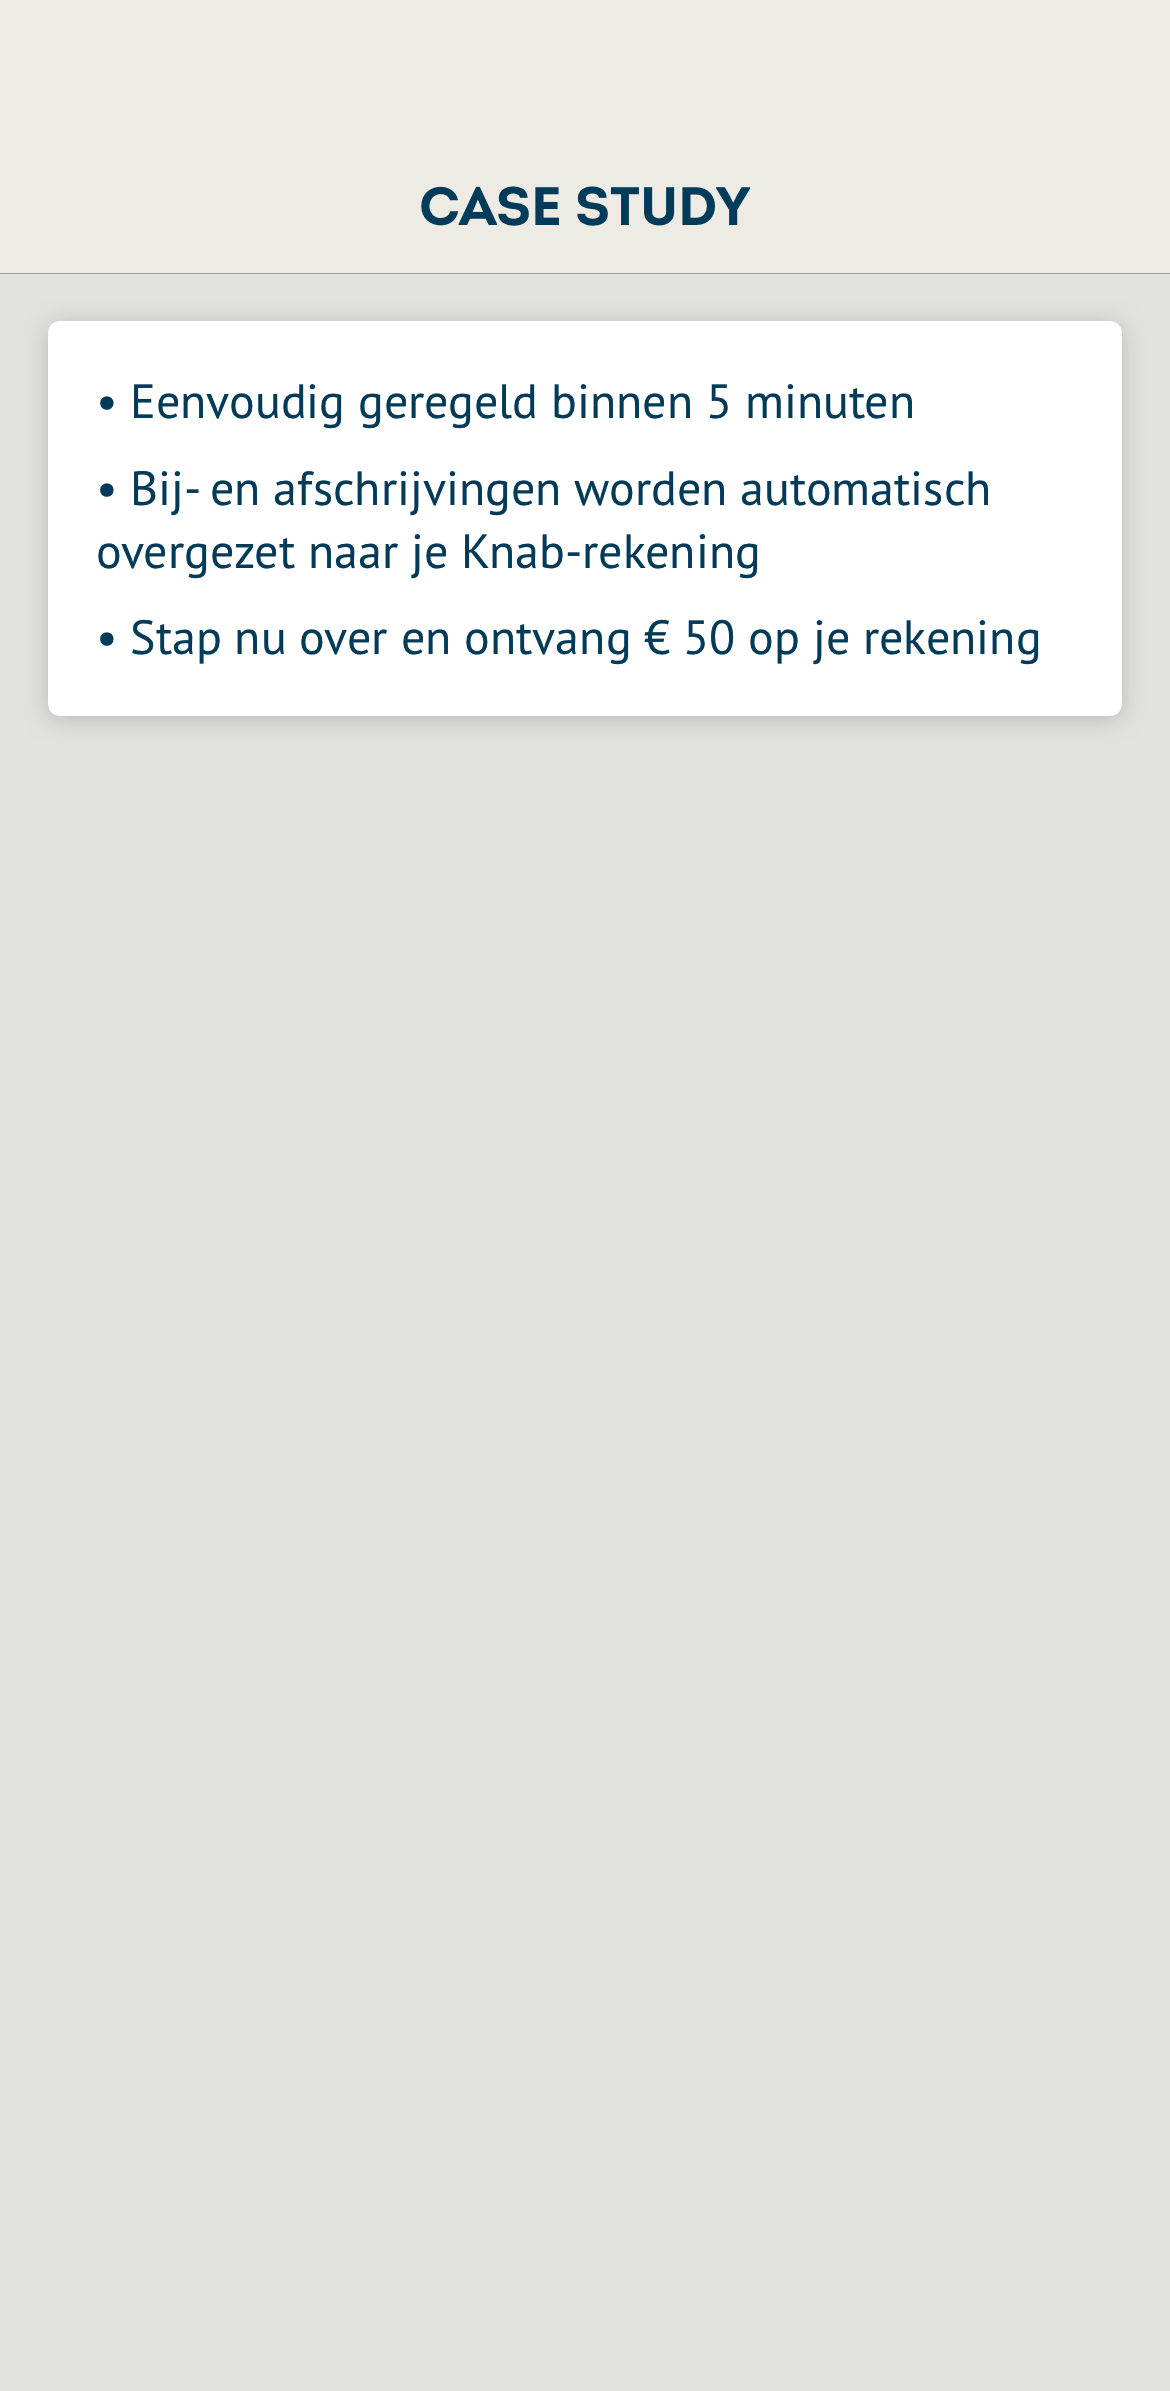 CASE STUDY
• Eenvoudig geregeld binnen 5 minuten
• Bij- en afschrijvingen worden automatisch
overgezet naar je Knab-rekening
• Stap nu over en ontvang € 50 op je rekening